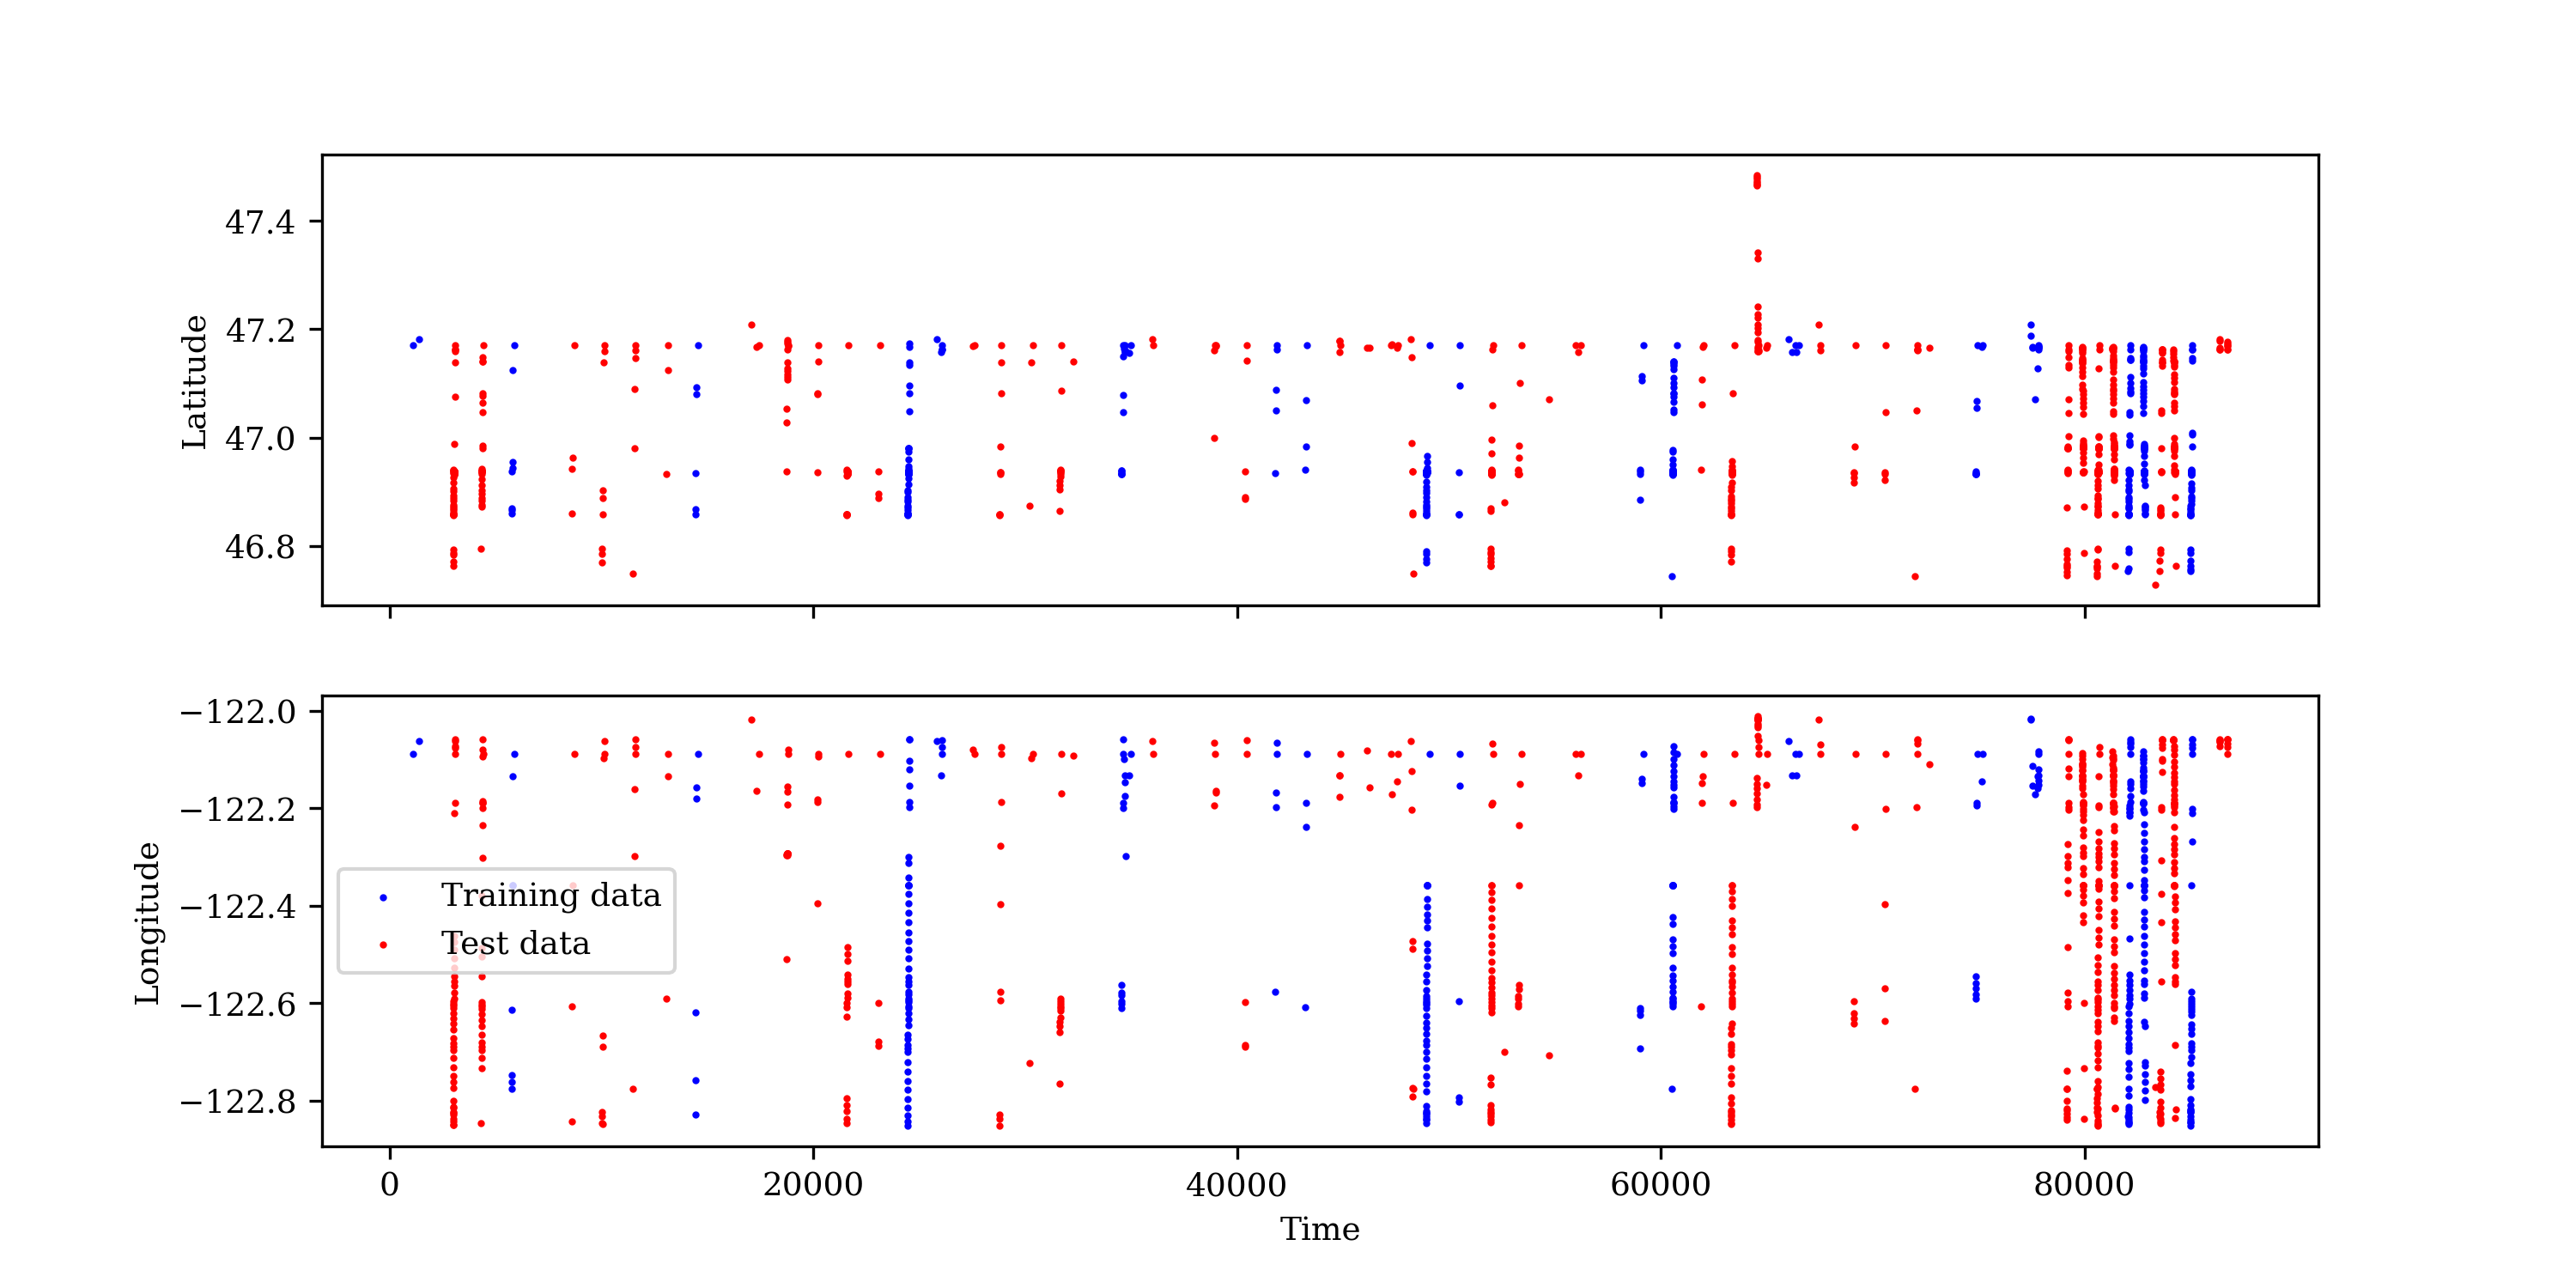 47.4
47.2
47.0
46.8
Latitude
−122.0
−122.2
−122.4
−122.6
−122.8
Longitude
Training data
Test data
0 20000 40000 60000 80000
Time